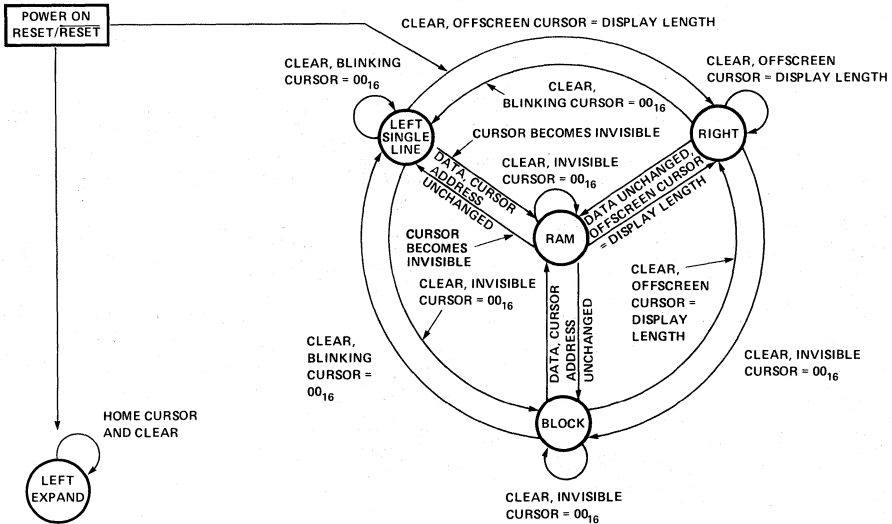 POWER ON
RESET/RESET
CLEAR, OFFSCREEN CURSOR = DISPLAY LENGTH
CLEAR, BLINKING
CURSOR = 00₁₆
CLEAR,
BLINKING CURSOR = 00₁₆
CLEAR, OFFSCREEN
CURSOR = DISPLAY LENGTH
LEFT
SINGLE
LINE
RIGHT
CURSOR BECOMES INVISIBLE
DATA, CURSOR
ADDRESS
UNCHANGED
CLEAR, INVISIBLE
CURSOR = 00₁₆
DATA UNCHANGED,
OFFSCREEN CURSOR
= DISPLAY LENGTH
RAM
CURSOR
BECOMES
INVISIBLE
CLEAR, INVISIBLE
CURSOR = 00₁₆
CLEAR,
OFFSCREEN
CURSOR =
DISPLAY
LENGTH
DATA, CURSOR
ADDRESS
UNCHANGED
CLEAR,
BLINKING
CURSOR =
00₁₆
CLEAR, INVISIBLE
CURSOR = 00₁₆
BLOCK
HOME CURSOR
AND CLEAR
LEFT
EXPAND
CLEAR, INVISIBLE
CURSOR = 00₁₆